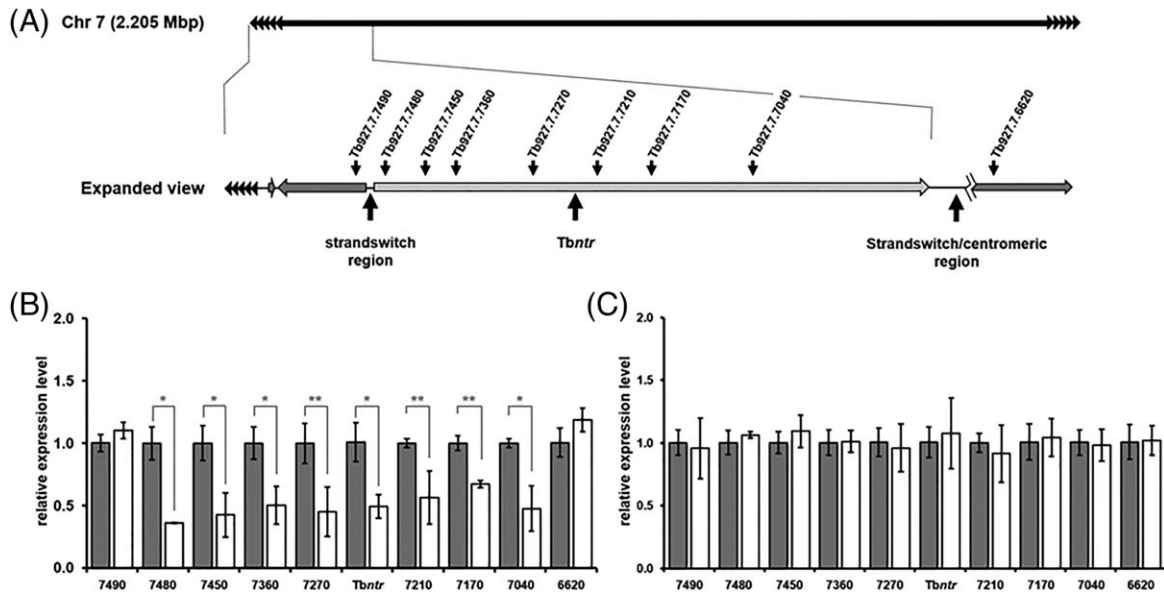 (A)
Chr 7 (2.205 Mbp)
Tb927.7.7490
Tb927.7.7480
Tb927.7.7450
Tb927.7.7360
Tb927.7.7270
Tb927.7.7210
Tb927.7.7170
Tb927.7.7040
Tb927.7.6620
Expanded view
strandswitch
region
Tbntr
Strandswitch/centromeric
region
(B)
relative expression level
2.0
1.5
1.0
0.5
0.0
* * * ** * ** ** *
7490 7480 7450 7360 7270 Tbntr 7210 7170 7040 6620
(C)
relative expression level
2.0
1.5
1.0
0.5
0.0
7490 7480 7450 7360 7270 Tbntr 7210 7170 7040 6620